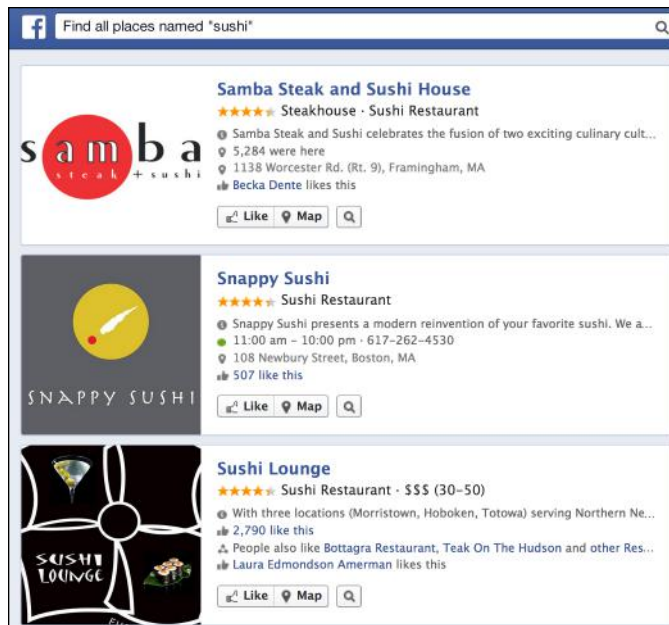 Find all places named "sushi"
samba
steak + sushi
Samba Steak and Sushi House
Steakhouse · Sushi Restaurant
Samba Steak and Sushi celebrates the fusion of two exciting culinary cult...
5,284 were here
1138 Worcester Rd. (Rt. 9), Framingham, MA
Becka Dente likes this
Like Map
SNAPPY SUSHI
Snappy Sushi
Sushi Restaurant
Snappy Sushi presents a modern reinvention of your favorite sushi. We a...
11:00 am – 10:00 pm · 617-262-4530
108 Newbury Street, Boston, MA
507 like this
Like Map
SUSHI
LOUNGE
Sushi Lounge
Sushi Restaurant · $$$ (30-50)
With three locations (Morristown, Hoboken, Totowa) serving Northern Ne...
2,790 like this
People also like Bottagra Restaurant, Teak On The Hudson and other Res...
Laura Edmondson Amerman likes this
Like Map